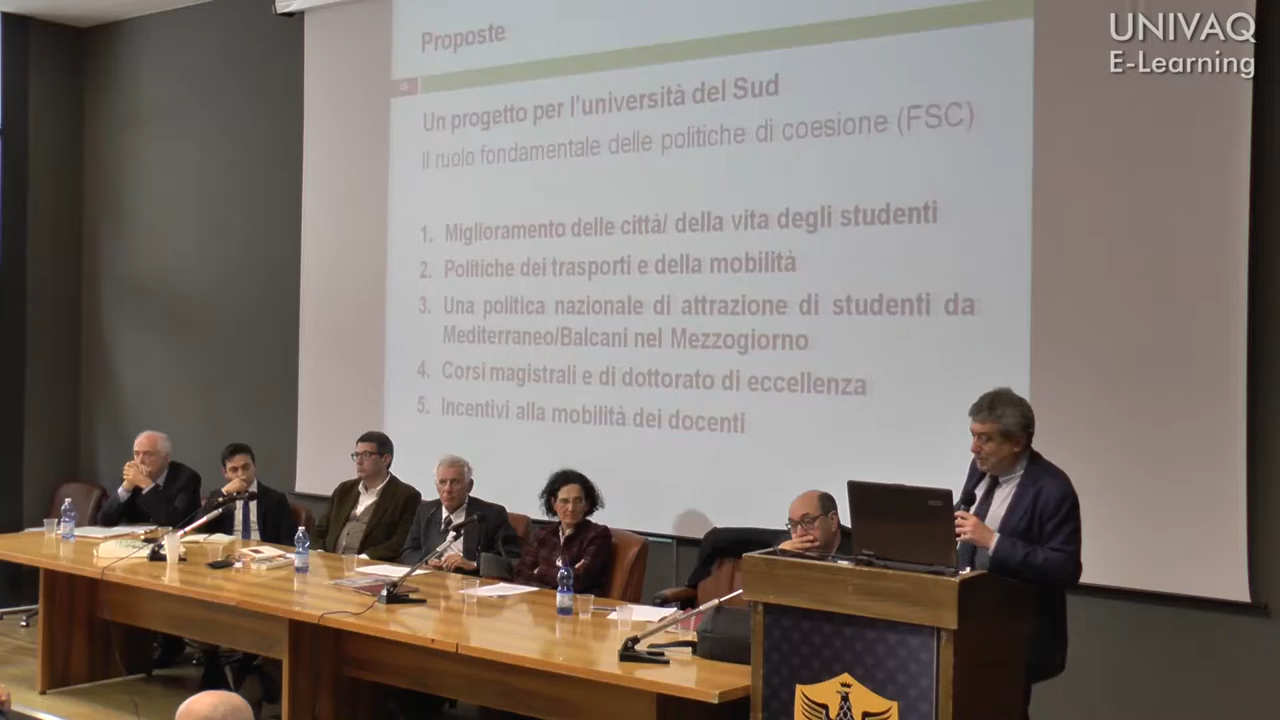 UNIVAQ
E-Learning
Proposte
Un progetto per l'università del Sud
Il ruolo fondamentale delle politiche di coesione (FSC)
1. Miglioramento delle città/ della vita degli studenti
2. Politiche dei trasporti e della mobilità
3. Una politica nazionale di attrazione di studenti da
Mediterraneo/Balcani nel Mezzogiorno
4. Corsi magistrali e di dottorato di eccellenza
5. Incentivi alla mobilità dei docenti